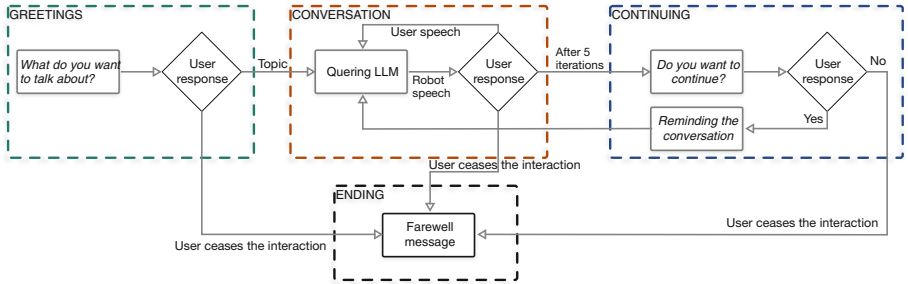 GREETINGS
What do you want
to talk about?
User
response
Topic
CONVERSATION
User speech
Quering LLM
Robot
speech
User
response
After 5
iterations
CONTINUING
Do you want to
continue?
User
response
No
Yes
Reminding the
conversation
User ceases the interaction
ENDING
Farewell
message
User ceases the interaction
User ceases the interaction